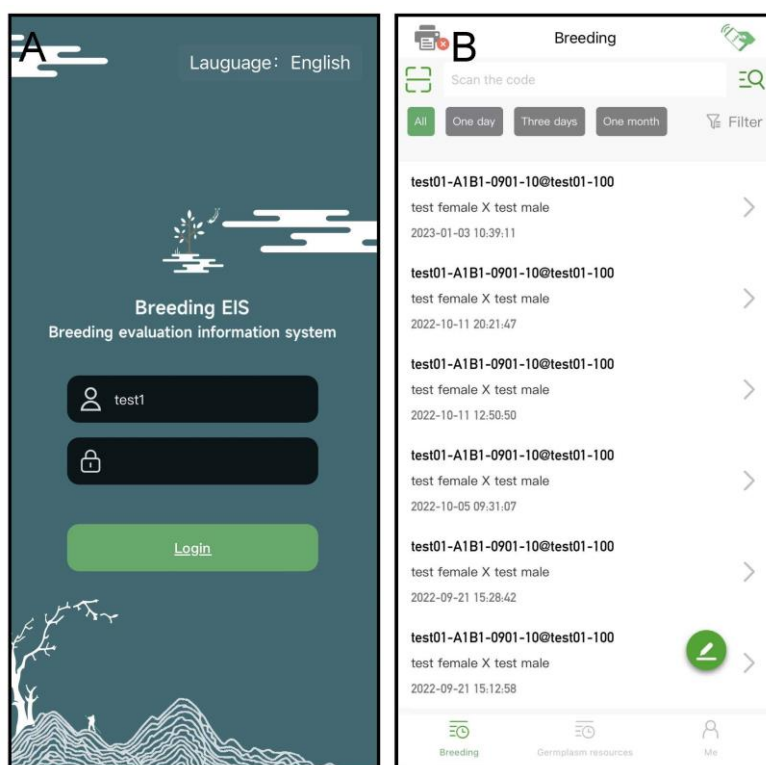 A
Lauguage: English
Breeding EIS
Breeding evaluation information system
test1
Login
B
Breeding
Scan the code
All
One day
Three days
One month
Filter
test01-A1B1-0901-10@test01-100
test female X test male
2023-01-03 10:39:11
test01-A1B1-0901-10@test01-100
test female X test male
2022-10-11 20:21:47
test01-A1B1-0901-10@test01-100
test female X test male
2022-10-11 12:50:50
test01-A1B1-0901-10@test01-100
test female X test male
2022-10-05 09:31:07
test01-A1B1-0901-10@test01-100
test female X test male
2022-09-21 15:28:42
test01-A1B1-0901-10@test01-100
test female X test male
2022-09-21 15:12:58
Breeding
Germplasm resources
Me